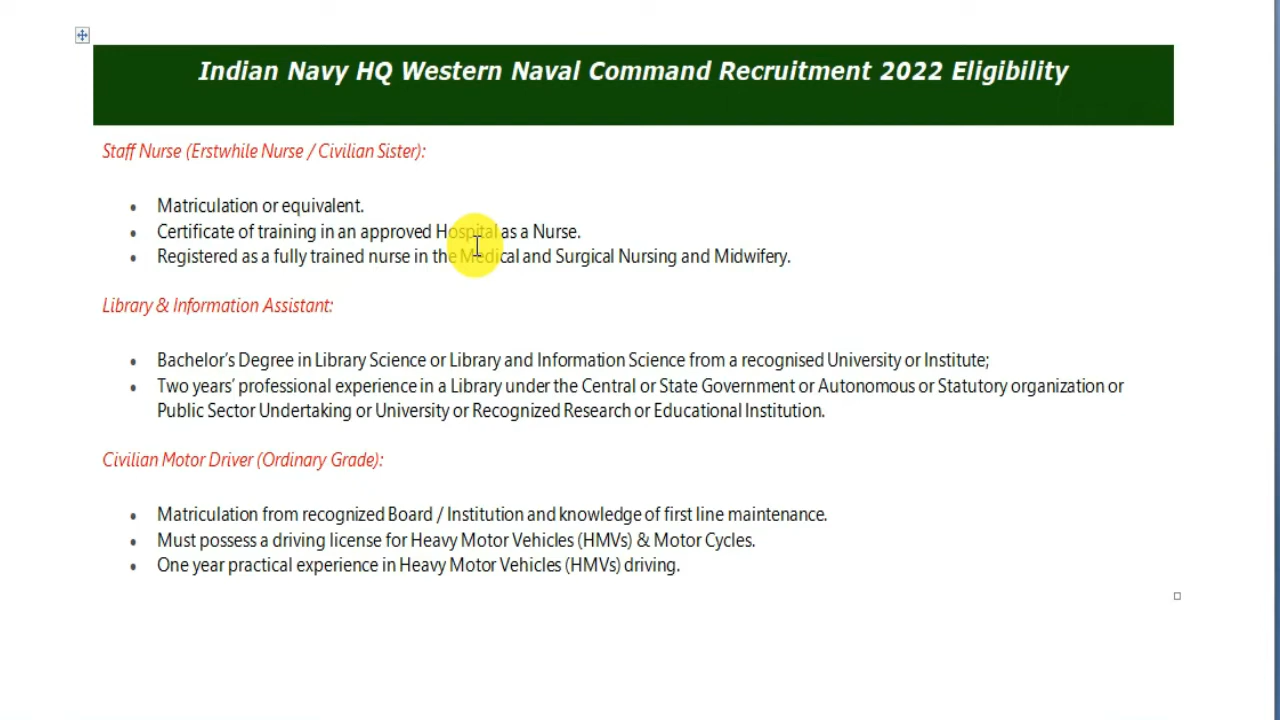 Indian Navy HQ Western Naval Command Recruitment 2022 Eligibility
Staff Nurse (Erstwhile Nurse / Civilian Sister):
• Matriculation or equivalent.
• Certificate of training in an approved Hospital as a Nurse.
• Registered as a fully trained nurse in the Medical and Surgical Nursing and Midwifery.
Library & Information Assistant:
• Bachelor’s Degree in Library Science or Library and Information Science from a recognised University or Institute;
• Two years’ professional experience in a Library under the Central or State Government or Autonomous or Statutory organization or
Public Sector Undertaking or University or Recognized Research or Educational Institution.
Civilian Motor Driver (Ordinary Grade):
• Matriculation from recognized Board / Institution and knowledge of first line maintenance.
• Must possess a driving license for Heavy Motor Vehicles (HMVs) & Motor Cycles.
• One year practical experience in Heavy Motor Vehicles (HMVs) driving.